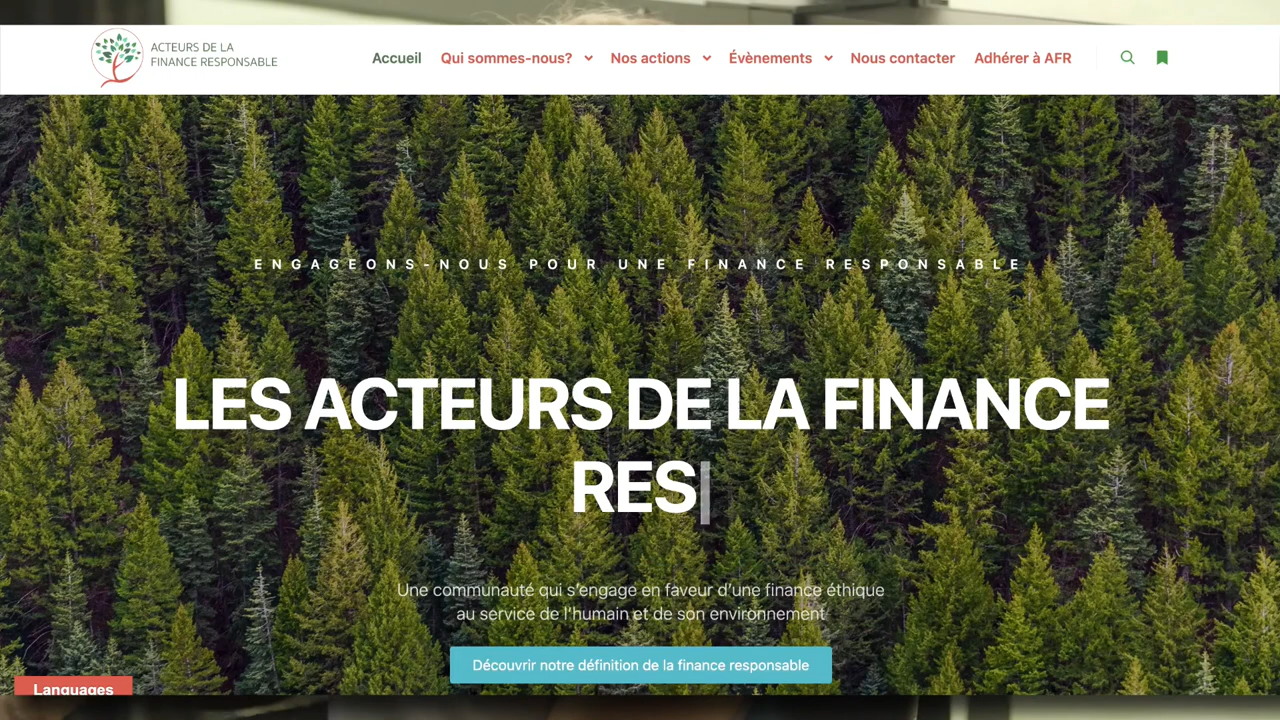 ACTEURS DE LA
FINANCE RESPONSABLE
Accueil Qui sommes-nous? Nos actions Évènements Nous contacter Adhérer à AFR
ENGAGEONS-NOUS POUR UNE FINANCE RESPONSABLE
LES ACTEURS DE LA FINANCE
RES
Une communauté qui s'engage en faveur d'une finance éthique
au service de l'humain et de son environnement
Découvrir notre définition de la finance responsable
Languages